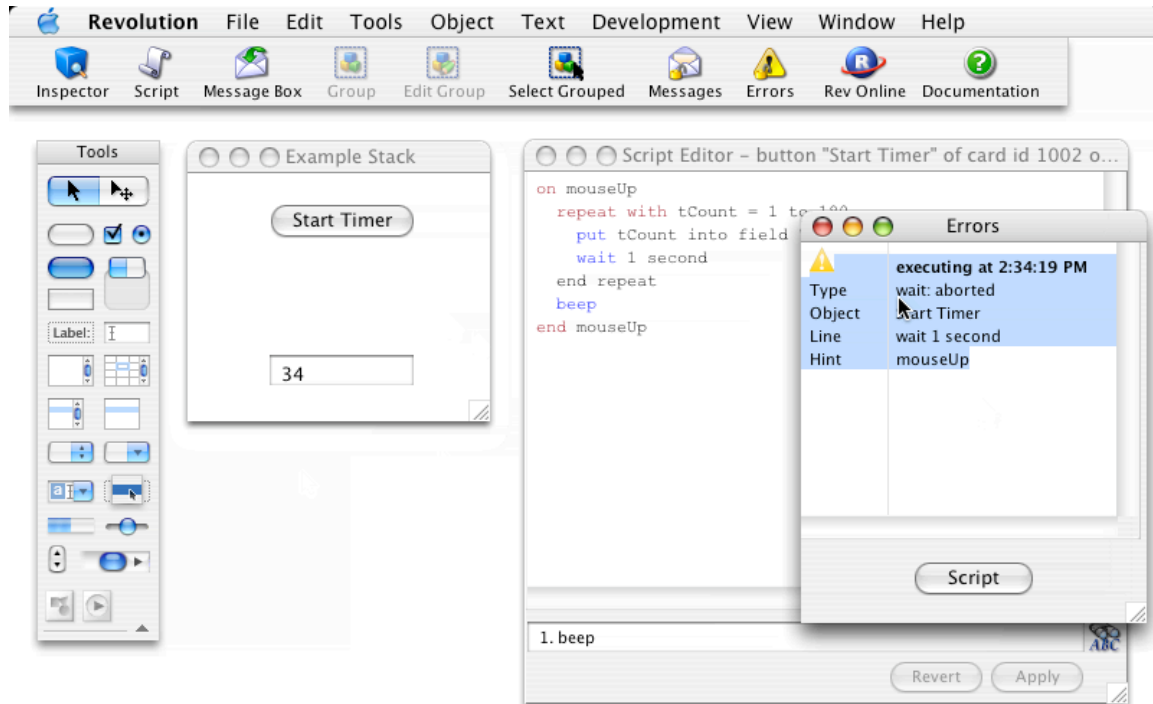 Revolution File Edit Tools Object Text Development View Window Help
Inspector Script Message Box Group Edit Group Select Grouped Messages Errors Rev Online Documentation
Tools
Label:
Example Stack
Start Timer
34
Script Editor – button "Start Timer" of card id 1002 o...
on mouseUp
repeat with tCount = 1 to 100
put tCount into field
wait 1 second
end repeat
beep
end mouseUp
1. beep
ABC
Revert Apply
Errors
executing at 2:34:19 PM
Type wait: aborted
Object Start Timer
Line wait 1 second
Hint mouseUp
Script